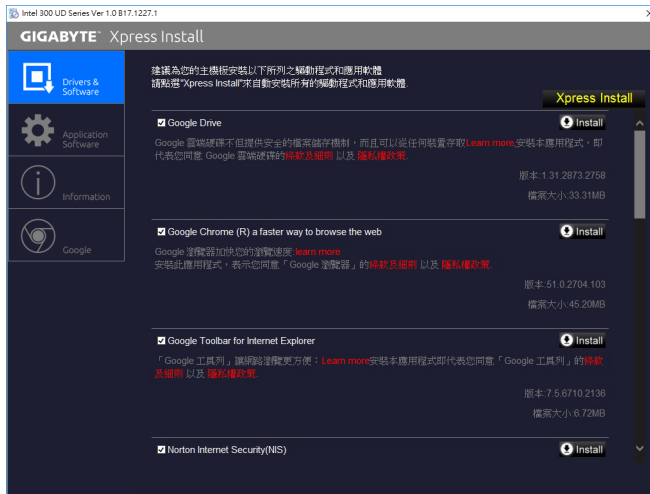 Intel 300 UD Series Ver 1.0 B17.1227.1
GIGABYTE™ Xpress Install
Drivers &
Software
Application
Software
Information
Google
建議為您的主機板安裝以下所列之驅動程式和應用軟體
請點選"Xpress Install"來自動安裝所有的驅動程式和應用軟體.
Xpress Install
Google Drive
Install
Google 雲端硬碟不但提供安全的檔案儲存機制，而且可以從任何裝置存取Learn more.安裝本應用程式，即
代表您同意 Google 雲端硬碟的條款及細則 以及 隱私權政策.
版本:1.31.2873.2758
檔案大小:33.31MB
Google Chrome (R) a faster way to browse the web
Install
Google 瀏覽器加快您的瀏覽速度.learn more
安裝此應用程式，表示您同意「Google 瀏覽器」的條款及細則 以及 隱私權政策.
版本:51.0.2704.103
檔案大小:45.20MB
Google Toolbar for Internet Explorer
Install
「Google 工具列」讓網路瀏覽更方便：Learn more安裝本應用程式即代表您同意「Google 工具列」的條款
及細則 以及 隱私權政策.
版本:7.5.6710.2136
檔案大小:6.72MB
Norton Internet Security(NIS)
Install